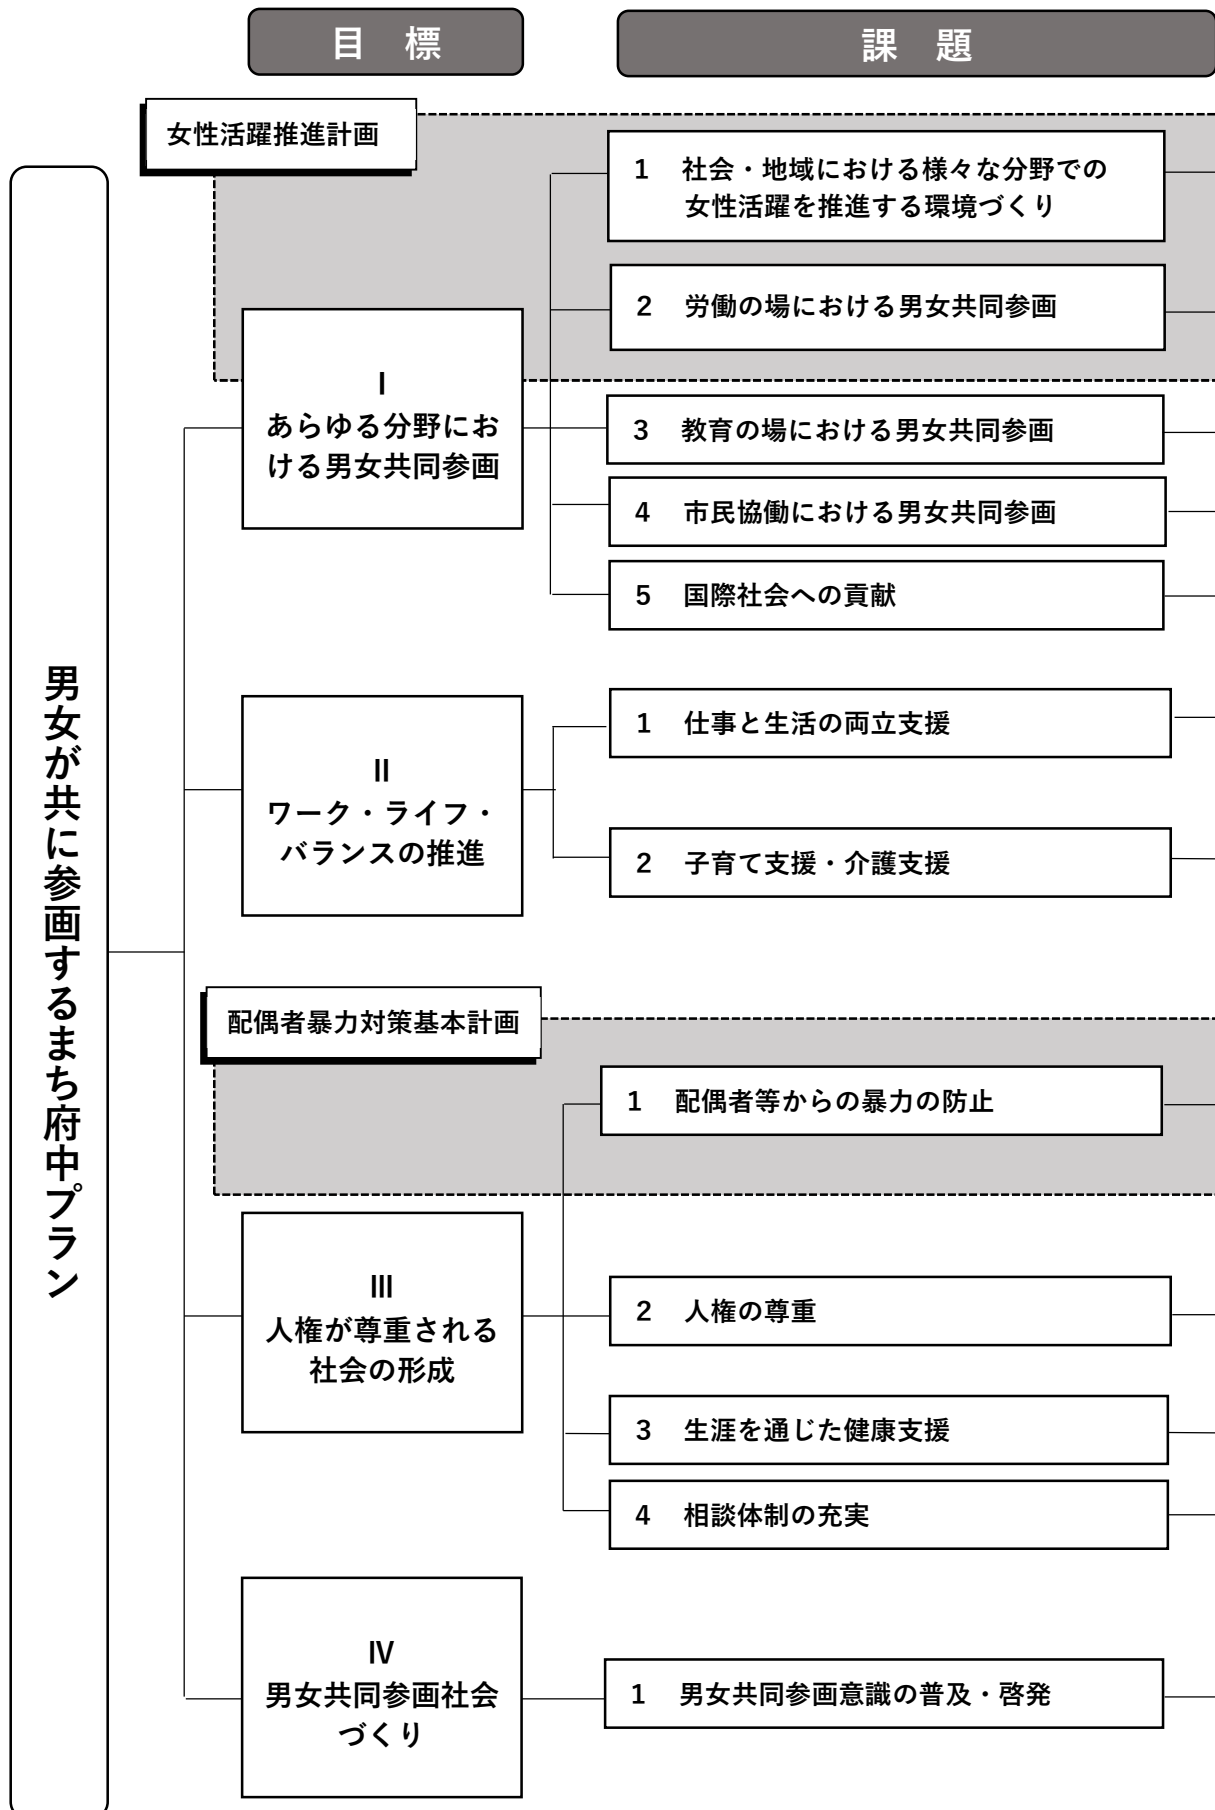 目 標
課 題
女性活躍推進計画
男女が共に参画するまち府中プラン
1 社会・地域における様々な分野での
女性活躍を推進する環境づくり
2 労働の場における男女共同参画
Ⅰ
あらゆる分野にお
ける男女共同参画
3 教育の場における男女共同参画
4 市民協働における男女共同参画
5 国際社会への貢献
Ⅱ
ワーク・ライフ・
バランスの推進
1 仕事と生活の両立支援
2 子育て支援・介護支援
配偶者暴力対策基本計画
1 配偶者等からの暴力の防止
Ⅲ
人権が尊重される
社会の形成
2 人権の尊重
3 生涯を通じた健康支援
4 相談体制の充実
Ⅳ
男女共同参画社会
づくり
1 男女共同参画意識の普及・啓発